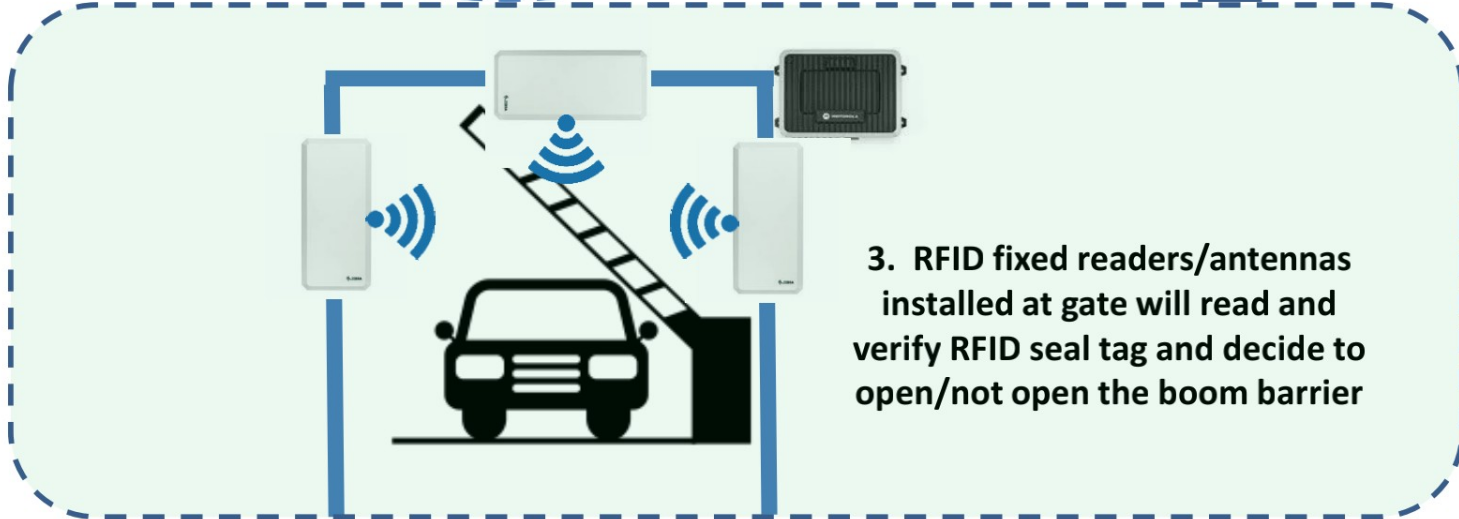 3. RFID fixed readers/antennas
installed at gate will read and
verify RFID seal tag and decide to
open/not open the boom barrier